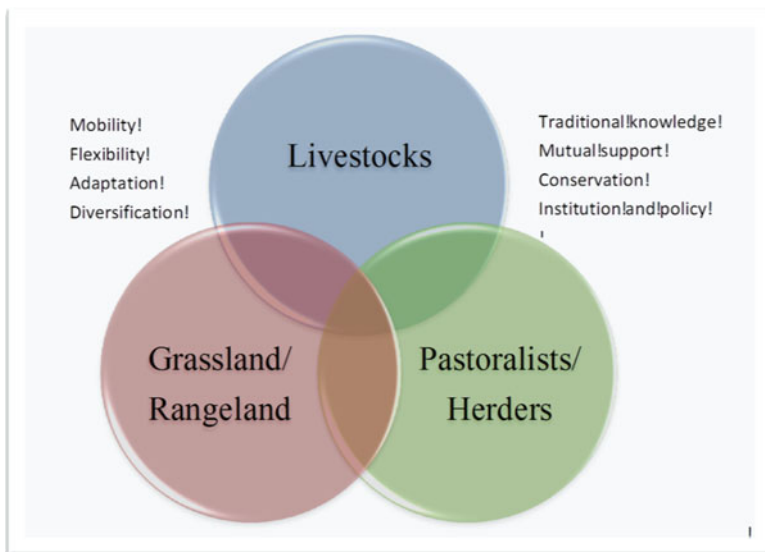 Mobility!
Flexibility!
Adaptation!
Diversification!
Livestocks
Traditional!knowledge!
Mutual!support!
Conservation!
Institution!and!policy!
!
Grassland/
Rangeland
Pastoralists/
Herders
!